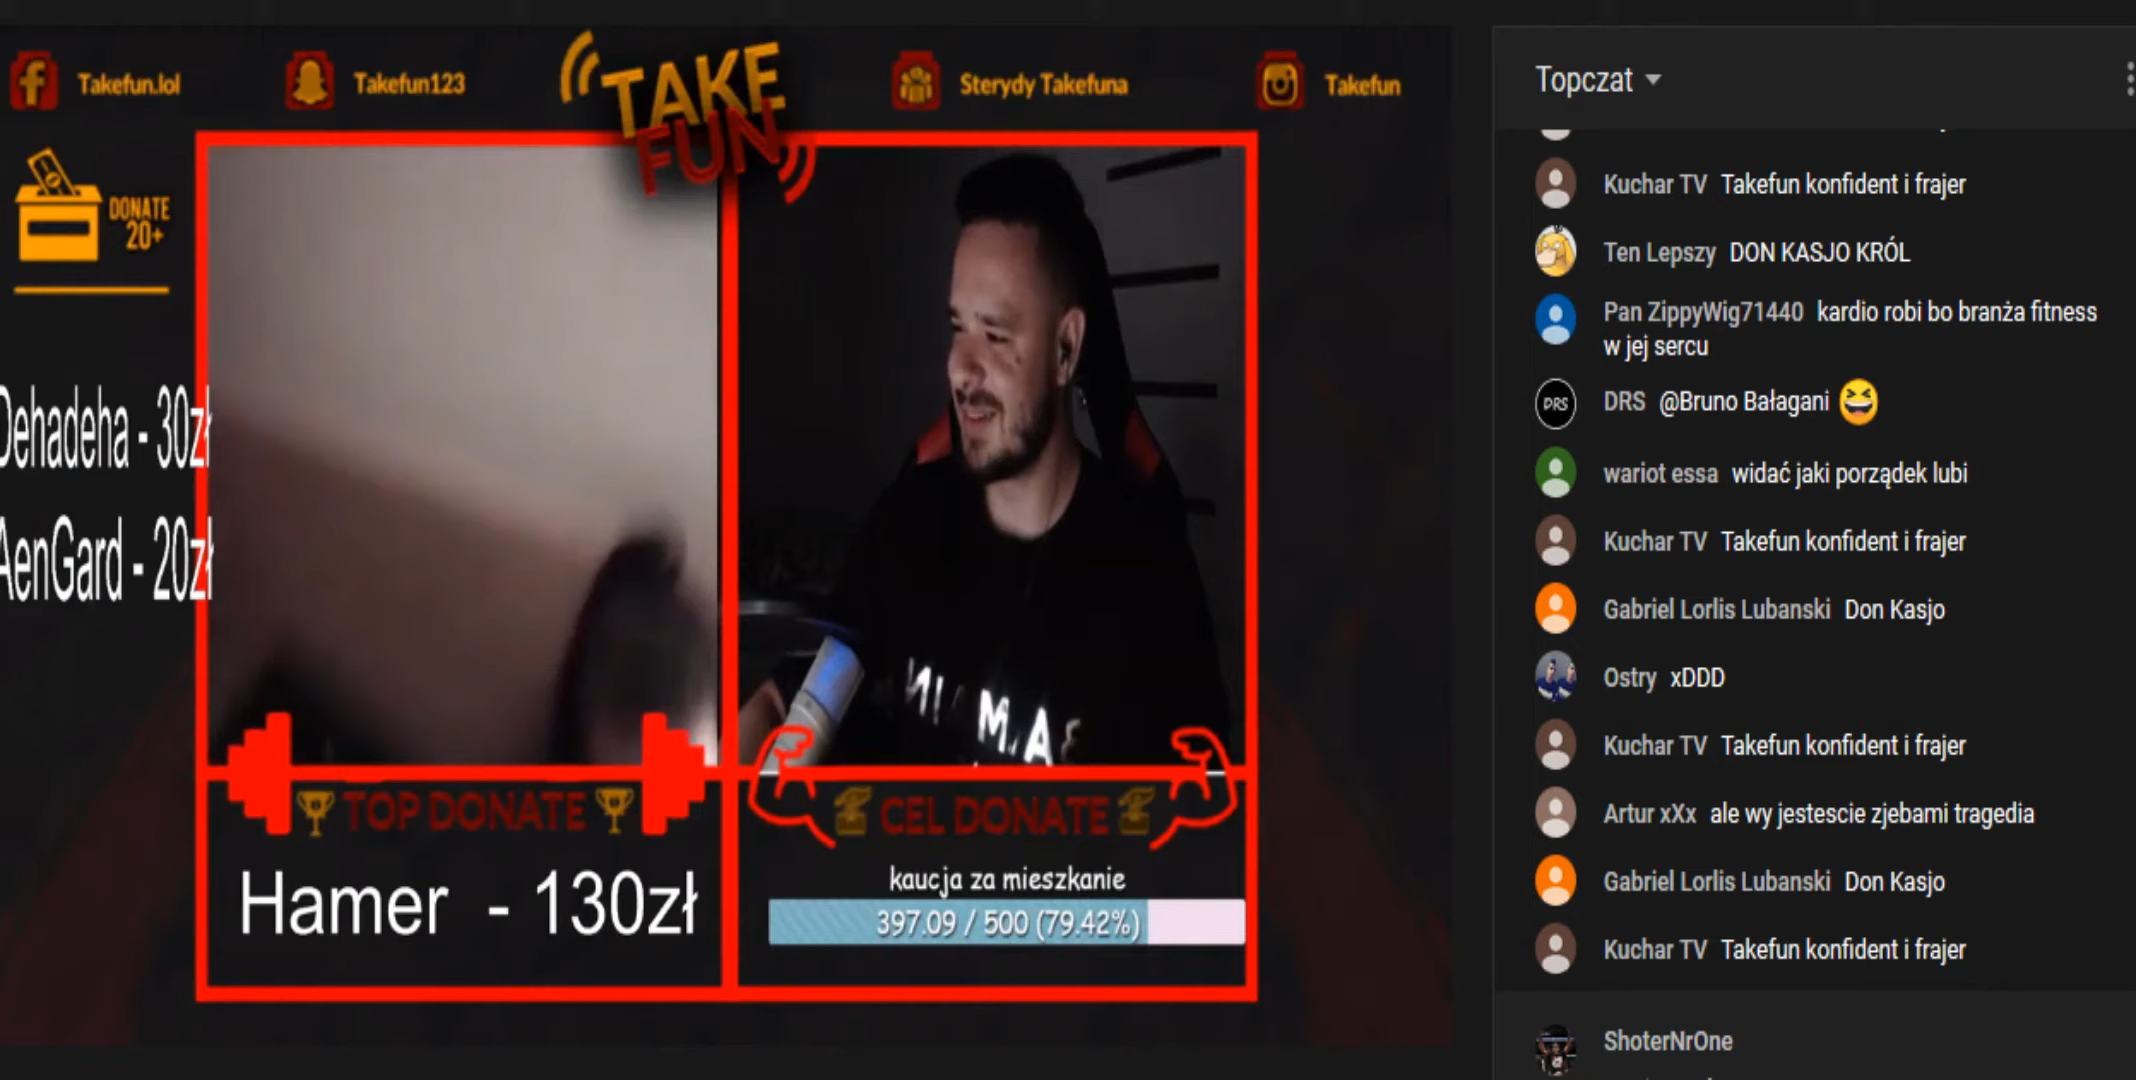 Takefun.lol
Takefun123
TAKE
FUN
Sterydy Takefuna
Takefun
DONATE
20+
Dehadeha - 30zł
AenGard - 20zł
M.A
TOP DONATE
Hamer - 130zł
CEL DONATE
kaucja za mieszkanie
397.09 / 500 (79.42%)
Topczat
Kuchar TV Takefun konfident i frajer
Ten Lepszy DON KASJO KRÓL
Pan ZippyWig71440 kardio robi bo branża fitness
w jej sercu
DRS
DRS @Bruno Bałagani 😆
wariot essa widać jaki porządek lubi
Kuchar TV Takefun konfident i frajer
Gabriel Lorlis Lubanski Don Kasjo
Ostry xDDD
Kuchar TV Takefun konfident i frajer
Artur xXx ale wy jestescie zjebami tragedia
Gabriel Lorlis Lubanski Don Kasjo
Kuchar TV Takefun konfident i frajer
ShoterNrOne